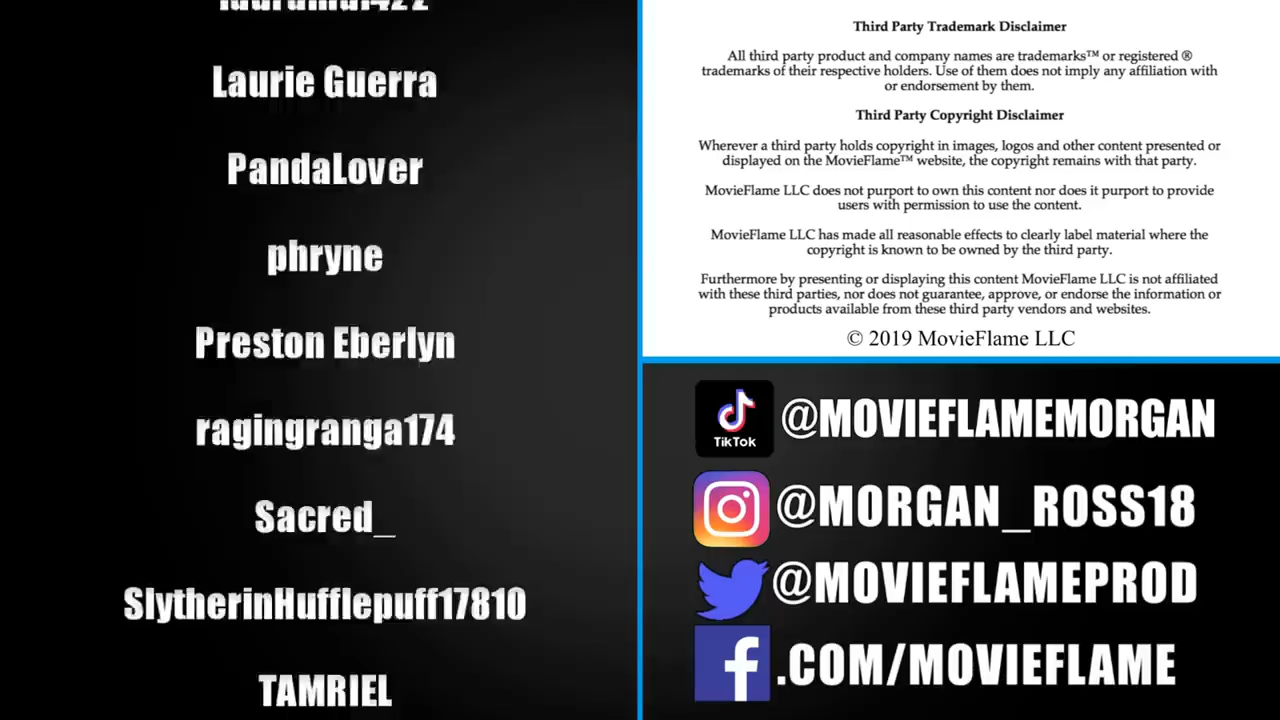 Laurie Guerra
PandaLover
phryne
Preston Eberlyn
ragingranga174
Sacred_
SlytherinHufflepuff17810
TAMRIEL
Third Party Trademark Disclaimer
All third party product and company names are trademarks™ or registered ®
trademarks of their respective holders. Use of them does not imply any affiliation with
or endorsement by them.
Third Party Copyright Disclaimer
Wherever a third party holds copyright in images, logos and other content presented or
displayed on the MovieFlame™ website, the copyright remains with that party.
MovieFlame LLC does not purport to own this content nor does it purport to provide
users with permission to use the content.
MovieFlame LLC has made all reasonable effects to clearly label material where the
copyright is known to be owned by the third party.
Furthermore by presenting or displaying this content MovieFlame LLC is not affiliated
with these third parties, nor does not guarantee, approve, or endorse the information or
products available from these third party vendors and websites.
© 2019 MovieFlame LLC
TikTok @MOVIEFLAMEMORGAN
@MORGAN_ROSS18
@MOVIEFLAMEPROD
.COM/MOVIEFLAME